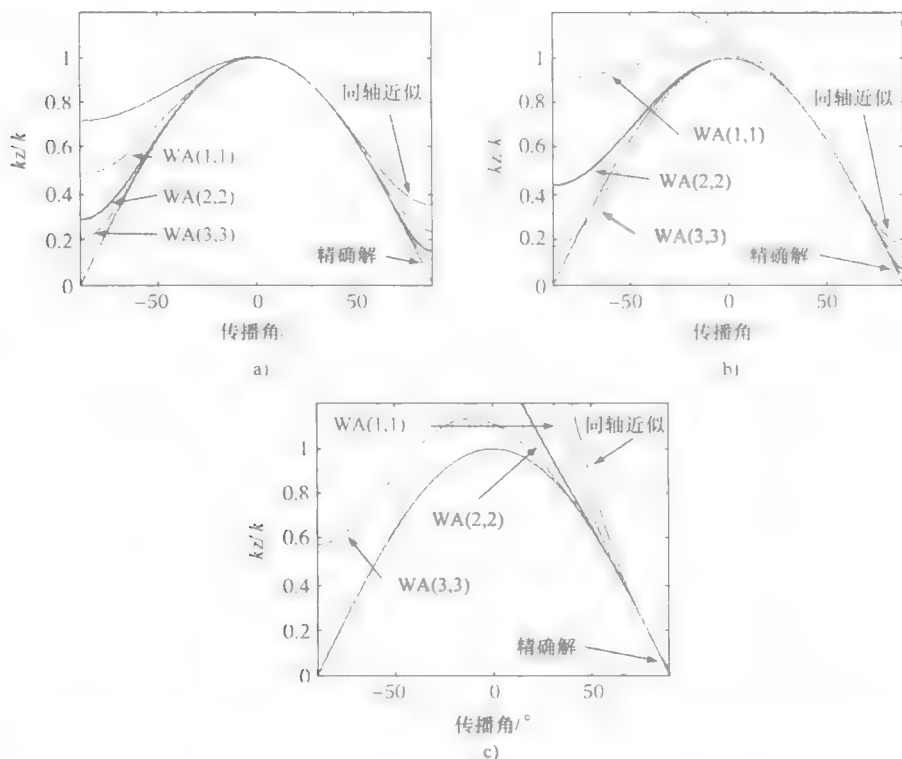 1
0.8
0.6
0.4
0.2
0
kz/k
同轴近似
WA(1,1)
WA(2,2)
WA(3,3)
精确解
-50
0
50
传播角
a)
1
0.8
0.6
0.4
0.2
0
kz/k
同轴近似
WA(1,1)
WA(2,2)
WA(3,3)
精确解
-50
0
50
传播角
b)
WA(1,1)
同轴近似
1
0.8
0.6
0.4
0.2
0
kz/k
WA(2,2)
WA(3,3)
精确解
-50
0
50
传播角/°
c)